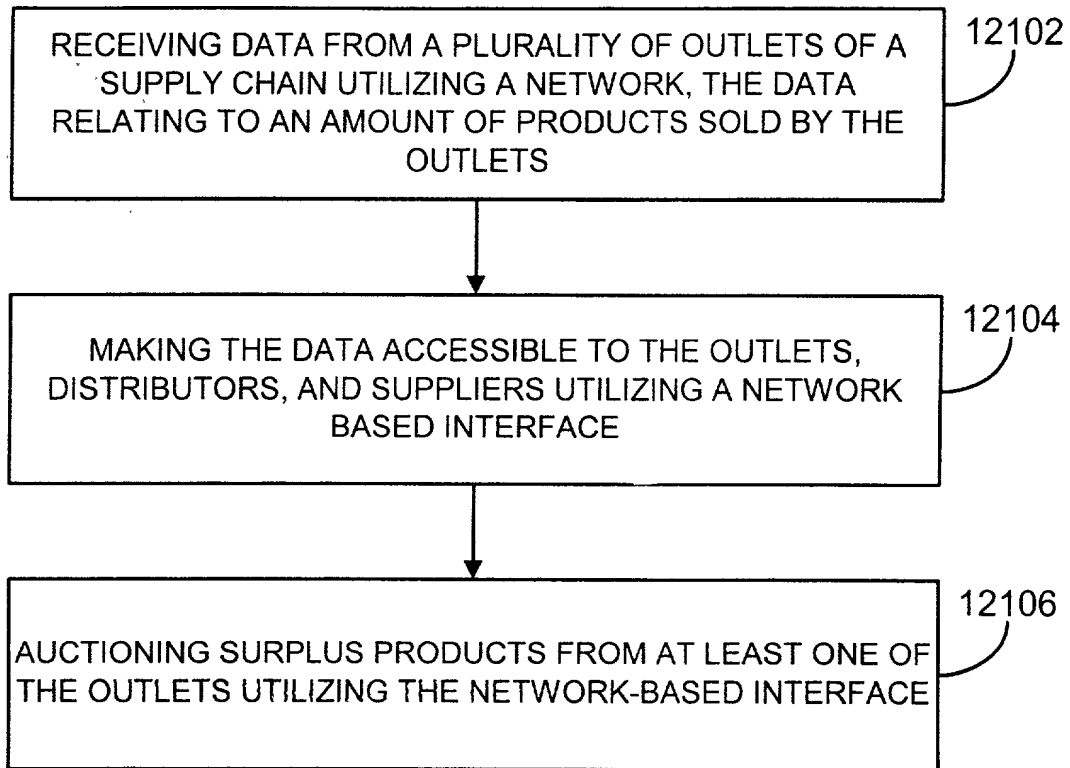 RECEIVING DATA FROM A PLURALITY OF OUTLETS OF A
SUPPLY CHAIN UTILIZING A NETWORK, THE DATA
RELATING TO AN AMOUNT OF PRODUCTS SOLD BY THE
OUTLETS
12102
MAKING THE DATA ACCESSIBLE TO THE OUTLETS,
DISTRIBUTORS, AND SUPPLIERS UTILIZING A NETWORK
BASED INTERFACE
12104
AUCTIONING SURPLUS PRODUCTS FROM AT LEAST ONE OF
THE OUTLETS UTILIZING THE NETWORK-BASED INTERFACE
12106